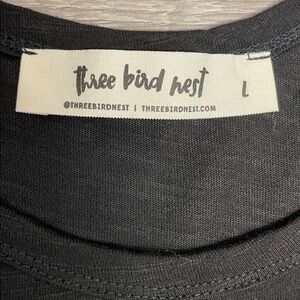 three bird nest L
@THREEBIRDNEST | THREEBIRDNEST.COM